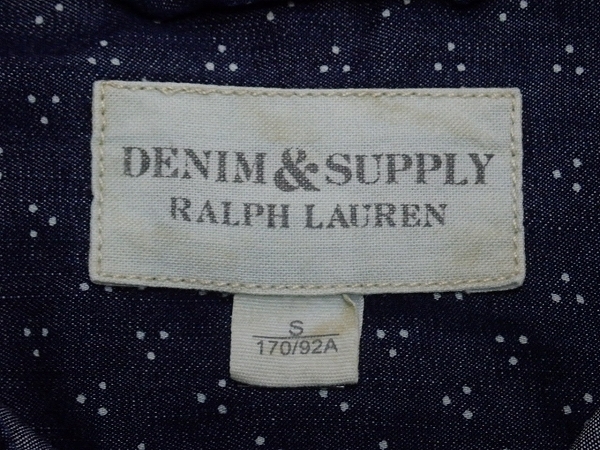 DENIM & SUPPLY
RALPH LAUREN
S
170/92A